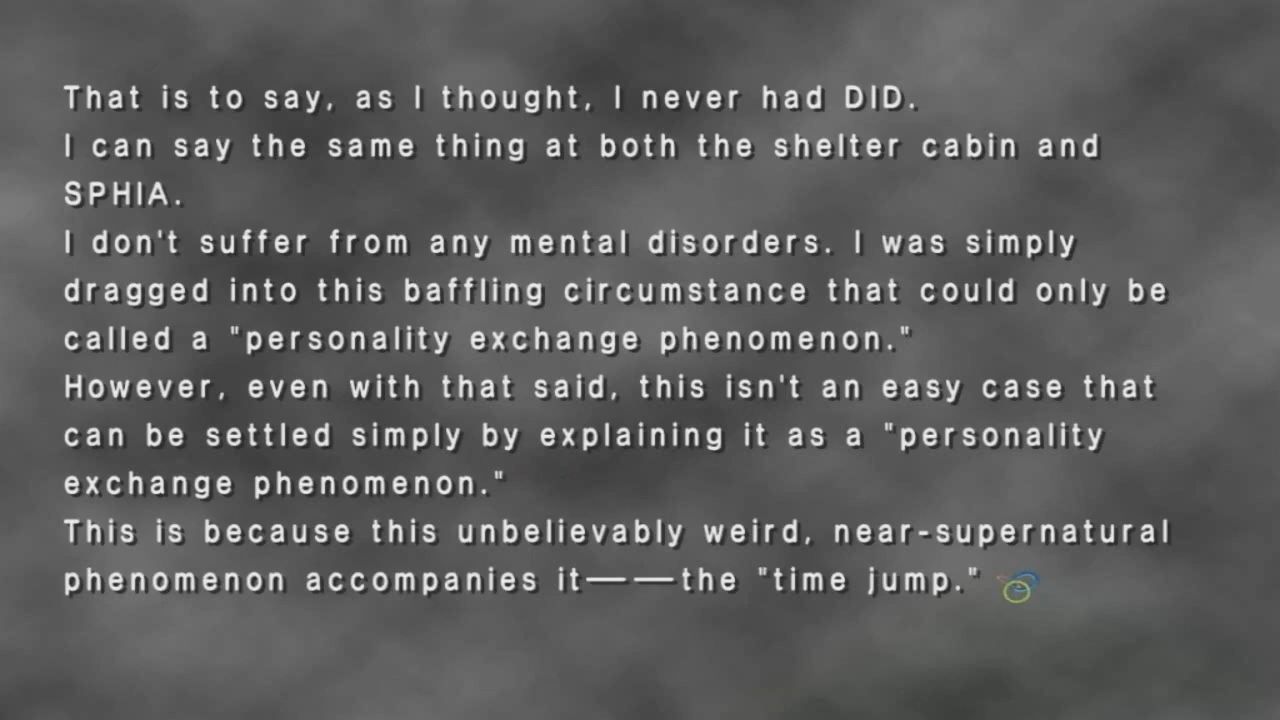 That is to say, as I thought, I never had DID.
I can say the same thing at both the shelter cabin and
SPHIA.
I don't suffer from any mental disorders. I was simply
dragged into this baffling circumstance that could only be
called a "personality exchange phenomenon."
However, even with that said, this isn't an easy case that
can be settled simply by explaining it as a "personality
exchange phenomenon."
This is because this unbelievably weird, near-supernatural
phenomenon accompanies it——the "time jump."